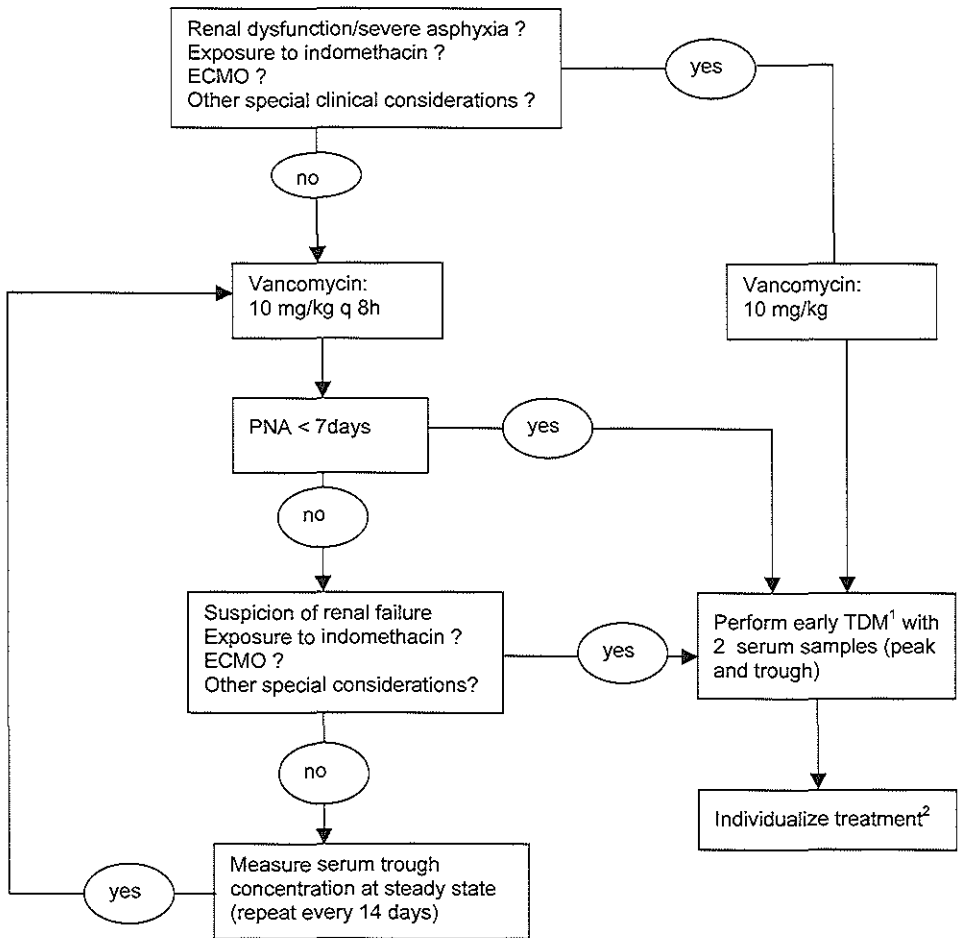 Renal dysfunction/severe asphyxia ?
Exposure to indomethacin ?
ECMO ?
Other special clinical considerations ?
yes
no
Vancomycin:
10 mg/kg q 8h
Vancomycin:
10 mg/kg
PNA < 7days
yes
no
Suspicion of renal failure
Exposure to indomethacin ?
ECMO ?
Other special considerations?
yes
Perform early TDM¹ with
2 serum samples (peak
and trough)
no
Individualize treatment²
Measure serum trough
concentration at steady state
(repeat every 14 days)
yes